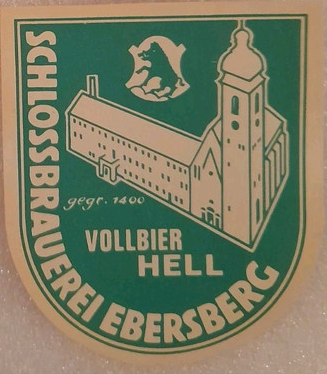 SCHLOSSBRAUEREI EBERSBERG
gegr. 1400
VOLLBIER
HELL